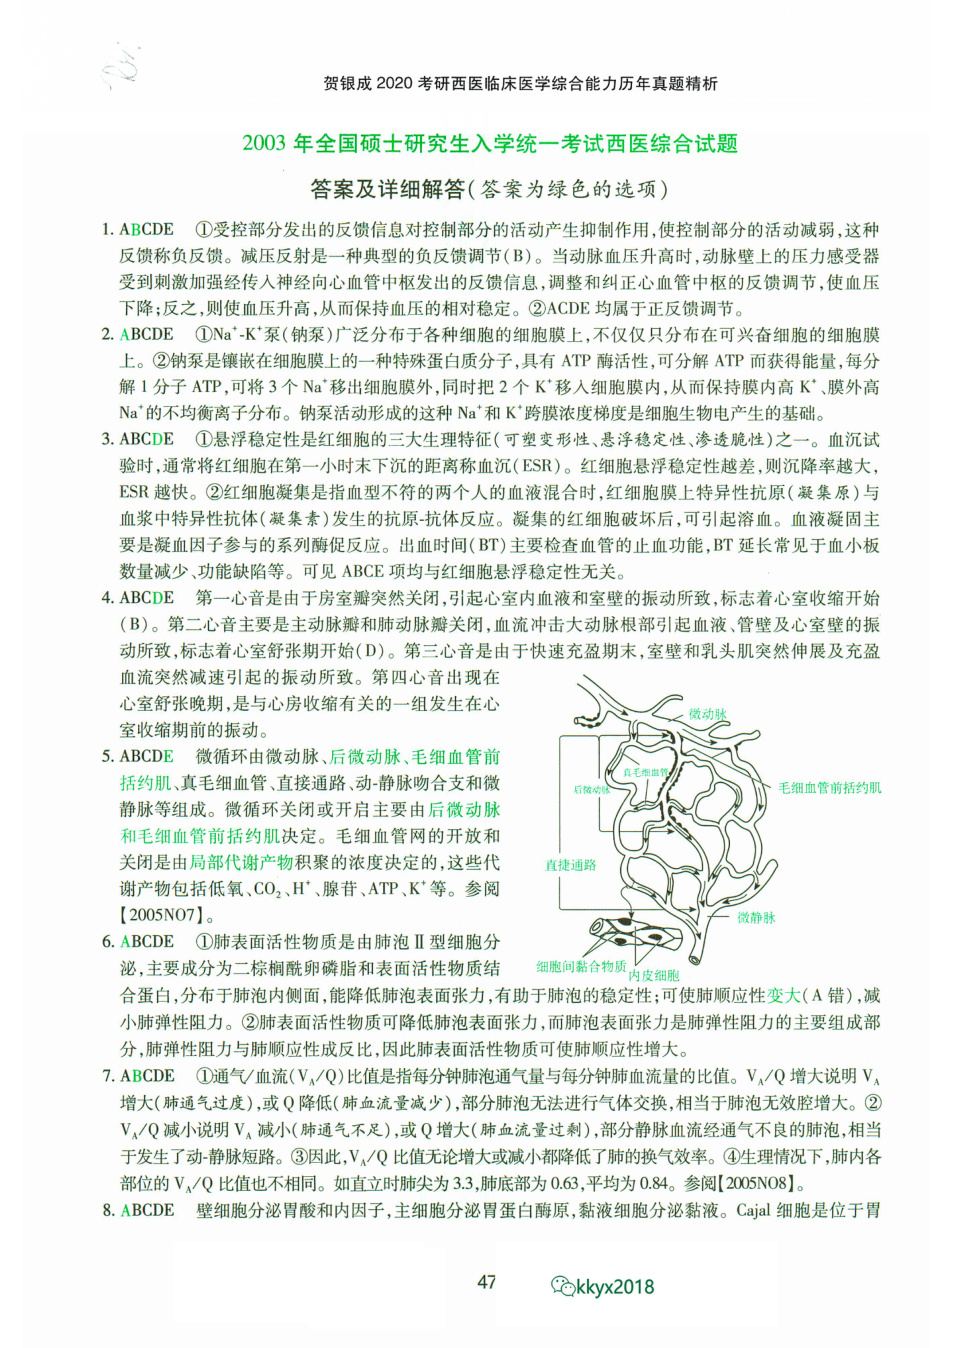 贺银成2020考研西医临床医学综合能力历年真题精析
2003年全国硕士研究生入学统一考试西医综合试题
答案及详细解答(答案为绿色的选项)
1. ABCDE ①受控部分发出的反馈信息对控制部分的活动产生抑制作用,使控制部分的活动减弱,这种
反馈称负反馈。减压反射是一种典型的负反馈调节(B)。当动脉血压升高时,动脉壁上的压力感受器
受到刺激加强经传入神经向心血管中枢发出的反馈信息,调整和纠正心血管中枢的反馈调节,使血压
下降;反之,则使血压升高,从而保持血压的相对稳定。②ACDE 均属于正反馈调节。
2. ABCDE ①Na⁺-K⁺泵(钠泵)广泛分布于各种细胞的细胞膜上,不仅仅只分布在可兴奋细胞的细胞膜
上。②钠泵是镶嵌在细胞膜上的一种特殊蛋白质分子,具有 ATP 酶活性,可分解 ATP 而获得能量,每分
解 1 分子 ATP,可将 3 个 Na⁺移出细胞膜外,同时把 2 个 K⁺移入细胞膜内,从而保持膜内高 K⁺、膜外高
Na⁺的不均衡离子分布。钠泵活动形成的这种 Na⁺和 K⁺跨膜浓度梯度是细胞生物电产生的基础。
3. ABCDE ①悬浮稳定性是红细胞的三大生理特征(可塑变形性、悬浮稳定性、渗透脆性)之一。血沉试
验时,通常将红细胞在第一小时末下沉的距离称血沉(ESR)。红细胞悬浮稳定性越差,则沉降率越大,
ESR 越快。②红细胞凝集是指血型不符的两个人的血液混合时,红细胞膜上特异性抗原(凝集原)与
血浆中特异性抗体(凝集素)发生的抗原-抗体反应。凝集的红细胞破坏后,可引起溶血。血液凝固主
要是凝血因子参与的系列酶促反应。出血时间(BT)主要检查血管的止血功能,BT 延长常见于血小板
数量减少、功能缺陷等。可见 ABCE 项均与红细胞悬浮稳定性无关。
4. ABCDE 第一心音是由于房室瓣突然关闭,引起心室内血液和室壁的振动所致,标志着心室收缩开始
(B)。第二心音主要是主动脉瓣和肺动脉瓣关闭,血流冲击大动脉根部引起血液、管壁及心室壁的振
动所致,标志着心室舒张期开始(D)。第三心音是由于快速充盈期末,室壁和乳头肌突然伸展及充盈
血流突然减速引起的振动所致。第四心音出现在
心室舒张晚期,是与心房收缩有关的一组发生在心
室收缩期前的振动。
5. ABCDE 微循环由微动脉、后微动脉、毛细血管前
括约肌、真毛细血管、直接通路、动-静脉吻合支和微
静脉等组成。微循环关闭或开启主要由后微动脉
和毛细血管前括约肌决定。毛细血管网的开放和
关闭是由局部代谢产物积聚的浓度决定的,这些代
谢产物包括低氧、CO₂、H⁺、腺苷、ATP、K⁺等。参阅
【2005NO7】。
微动脉
真毛细血管
后微动脉
毛细血管前括约肌
直捷通路
微静脉
细胞间黏合物质
内皮细胞
6. ABCDE ①肺表面活性物质是由肺泡Ⅱ型细胞分
泌,主要成分为二棕榈酰卵磷脂和表面活性物质结
合蛋白,分布于肺泡内侧面,能降低肺泡表面张力,有助于肺泡的稳定性;可使肺顺应性变大(A 错),减
小肺弹性阻力。②肺表面活性物质可降低肺泡表面张力,而肺泡表面张力是肺弹性阻力的主要组成部
分,肺弹性阻力与肺顺应性成反比,因此肺表面活性物质可使肺顺应性增大。
7. ABCDE ①通气/血流(V_A/Q)比值是指每分钟肺泡通气量与每分钟肺血流量的比值。V_A/Q 增大说明 V_A
增大(肺通气过度),或 Q 降低(肺血流量减少),部分肺泡无法进行气体交换,相当于肺泡无效腔增大。②
V_A/Q 减小说明 V_A 减小(肺通气不足),或 Q 增大(肺血流量过剩),部分静脉血流经通气不良的肺泡,相当
于发生了动-静脉短路。③因此,V_A/Q 比值无论增大或减小都降低了肺的换气效率。④生理情况下,肺内各
部位的 V_A/Q 比值也不相同。如直立时肺尖为 3.3,肺底部为 0.63,平均为 0.84。参阅【2005NO8】。
8. ABCDE 壁细胞分泌胃酸和内因子,主细胞分泌胃蛋白酶原,黏液细胞分泌黏液。Cajal 细胞是位于胃
47
kkyx2018